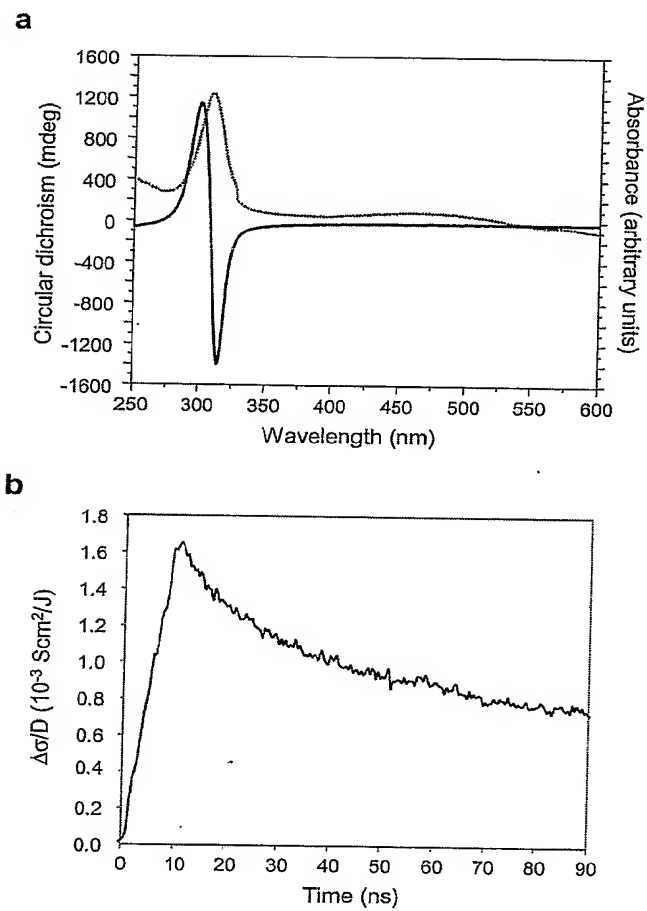 a
1600
1200
800
400
0
-400
-800
-1200
-1600
Circular dichroism (mdeg)
Absorbance (arbitrary units)
250 300 350 400 450 500 550 600
Wavelength (nm)
b
1.8
1.6
1.4
1.2
1.0
0.8
0.6
0.4
0.2
0.0
Δσ/D (10⁻³ Scm²/J)
0 10 20 30 40 50 60 70 80 90
Time (ns)